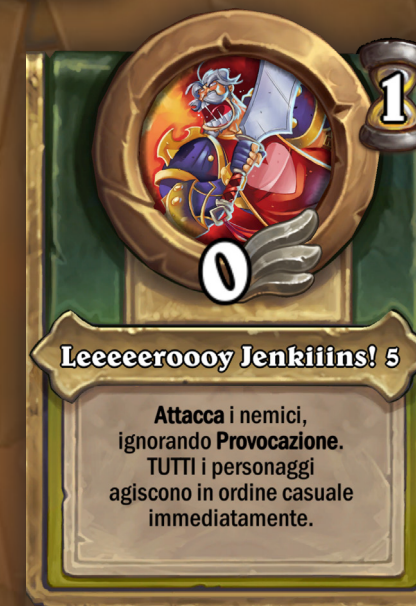 1
0
Leeeeeroooy Jenkiiins! 5
Attacca i nemici,
ignorando Provocazione.
TUTTI i personaggi
agiscono in ordine casuale
immediatamente.